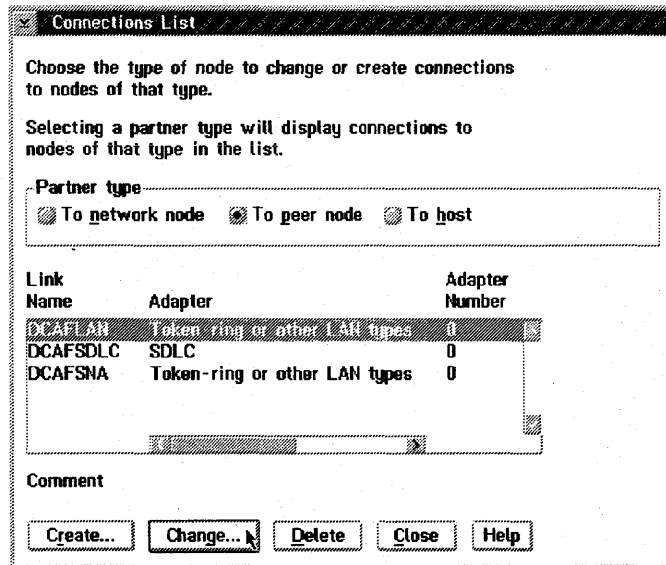 Connections List
Choose the type of node to change or create connections
to nodes of that type.
Selecting a partner type will display connections to
nodes of that type in the list.
Partner type
To network node To peer node To host
Link Adapter
Name Adapter Number
DCAFLAN Token-ring or other LAN types 0
DCAFSDLC SDLC 0
DCAFSNA Token-ring or other LAN types 0
Comment
Create... Change... Delete Close Help